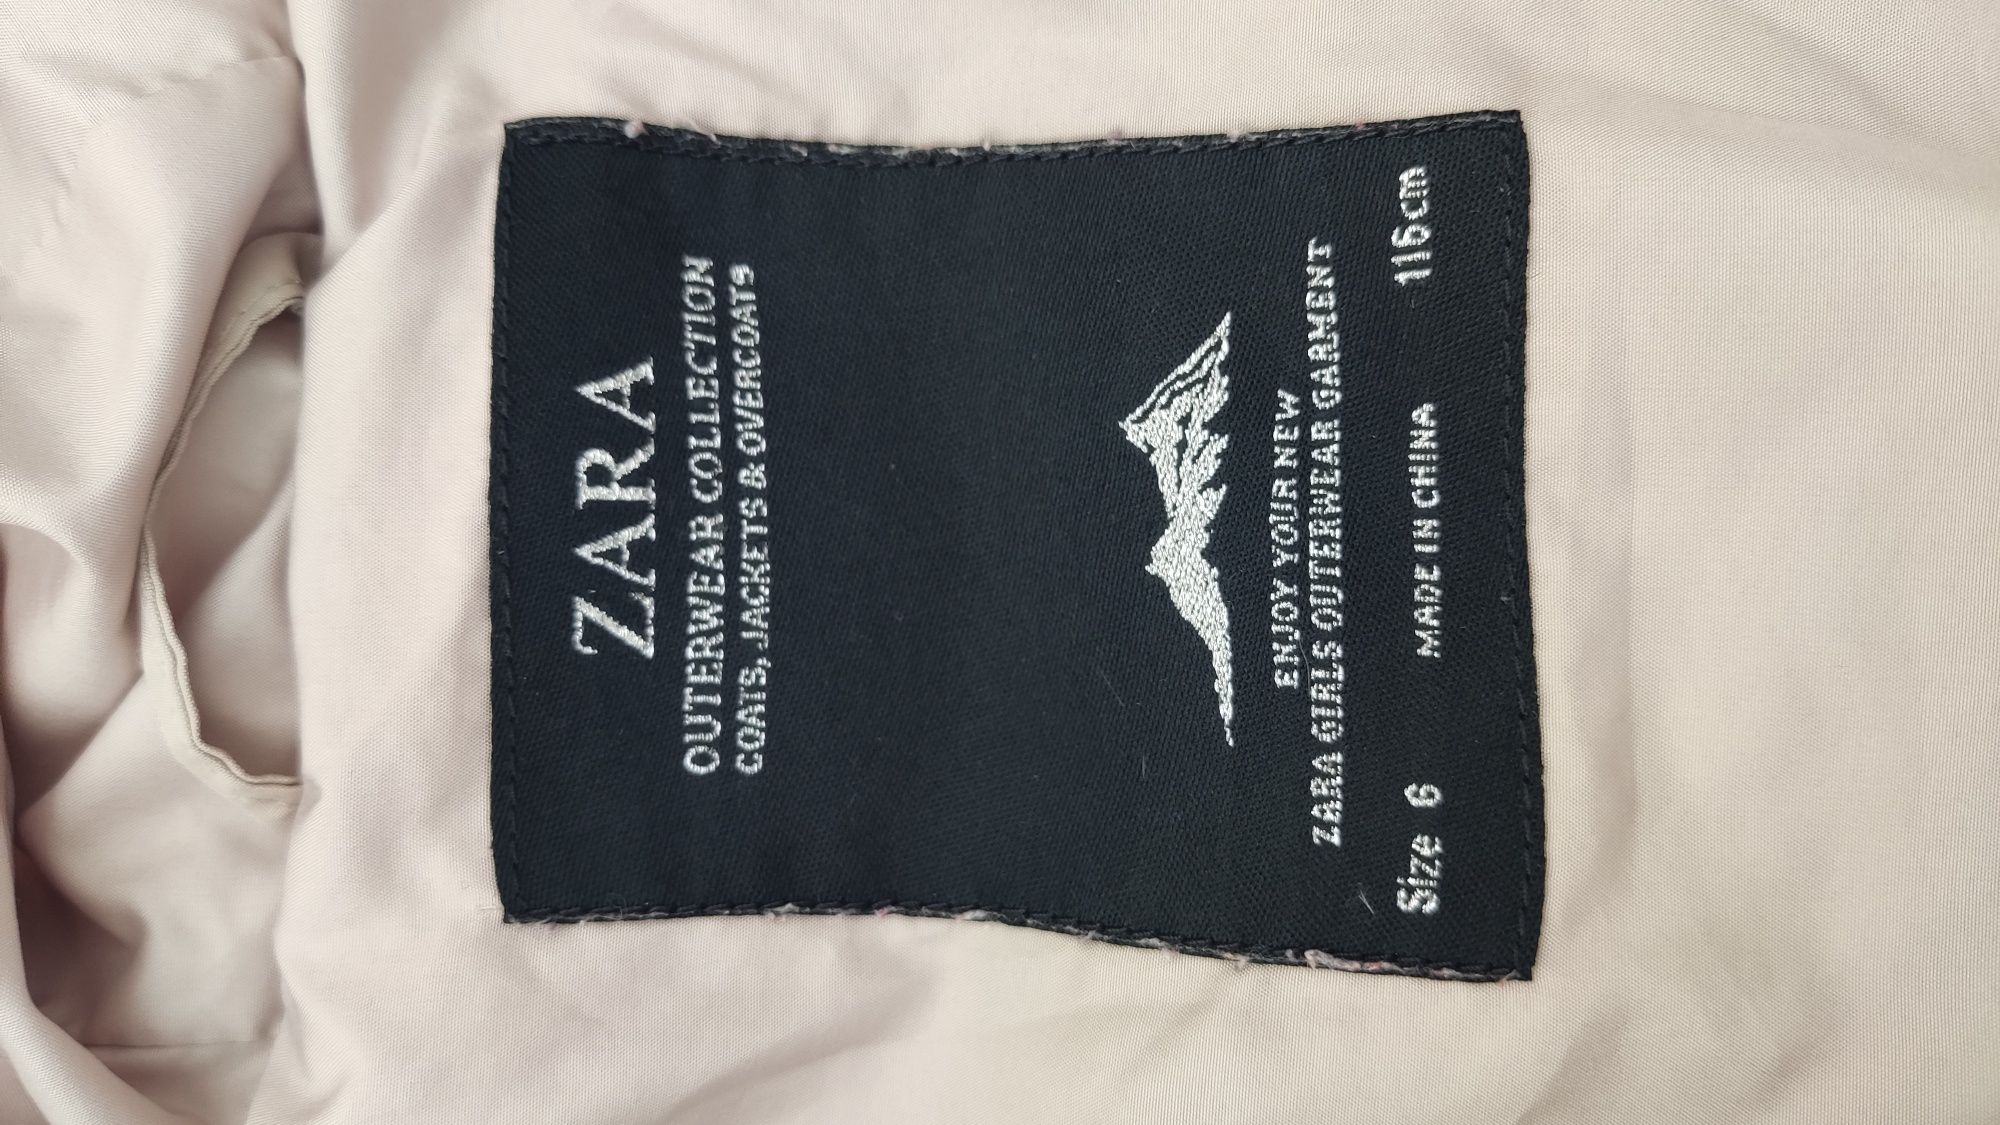 ZARA
OUTERWEAR COLLECTION
COATS, JACKETS & OVERCOATS
ENJOY YOUR NEW
ZARA GIRLS OUTERWEAR GARMENT
Size 6 MADE IN CHINA 116cm